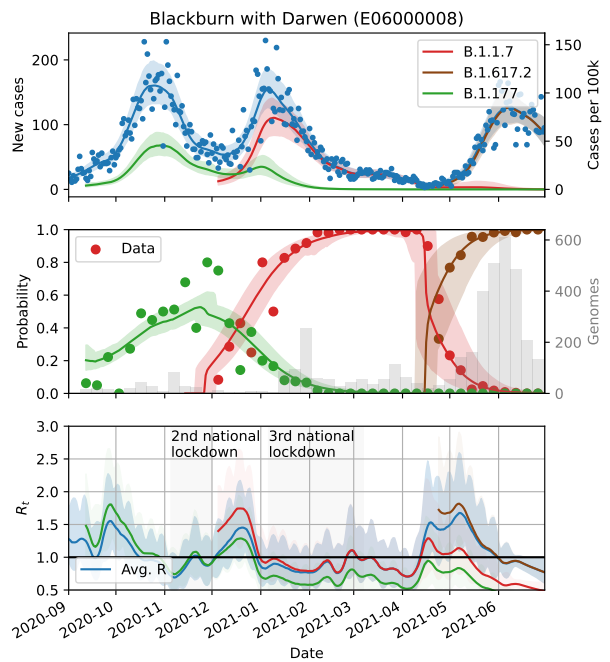 Blackburn with Darwen (E06000008)
New cases
200
100
0
B.1.1.7
B.1.617.2
B.1.177
150
100
50
0
Cases per 100k
Probability
1.0
0.8
0.6
0.4
0.2
0.0
Data
600
400
200
0
Genomes
R_t
3.0
2.5
2.0
1.5
1.0
0.5
2nd national
lockdown
3rd national
lockdown
Avg. R
2020-09
2020-10
2020-11
2020-12
2021-01
2021-02
2021-03
2021-04
2021-05
2021-06
Date